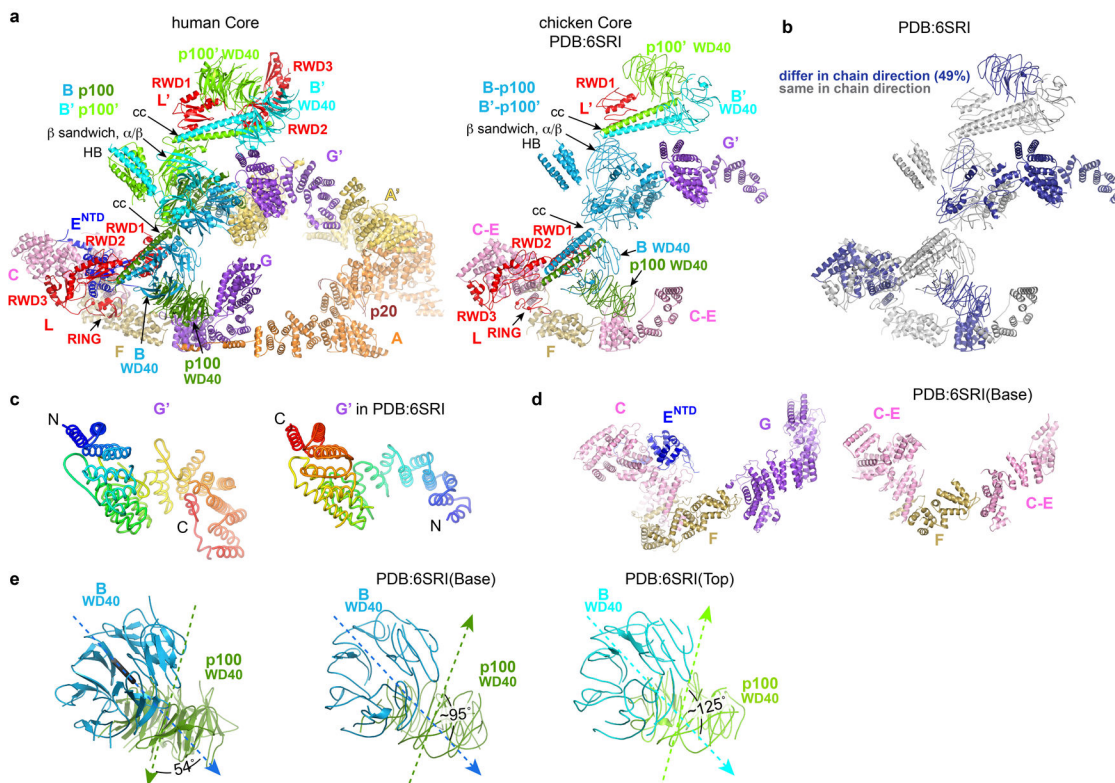 a
human Core
p100' WD40
RWD3
RWD1
L'
B'
WD40
B p100
B' p100'
cc
RWD2
β sandwich, α/β
HB
G'
A'
cc
E NTD
RWD2
RWD1
C
G
RWD3
L
RING
F
B
WD40
p100
WD40
p20
A
chicken Core
PDB:6SRI
p100' WD40
RWD1
B-p100
B'-p100'
L'
B'
WD40
cc
β sandwich, α/β
HB
G'
cc
RWD1
C-E
RWD2
B WD40
p100 WD40
RWD3
L
RING
F
C-E
b
PDB:6SRI
differ in chain direction (49%)
same in chain direction
c
G'
N
C
G' in PDB:6SRI
C
N
d
C
E NTD
G
F
PDB:6SRI(Base)
C-E
F
C-E
e
B
WD40
p100
WD40
54°
PDB:6SRI(Base)
B
WD40
p100
WD40
~95°
PDB:6SRI(Top)
B
WD40
p100
WD40
~125°